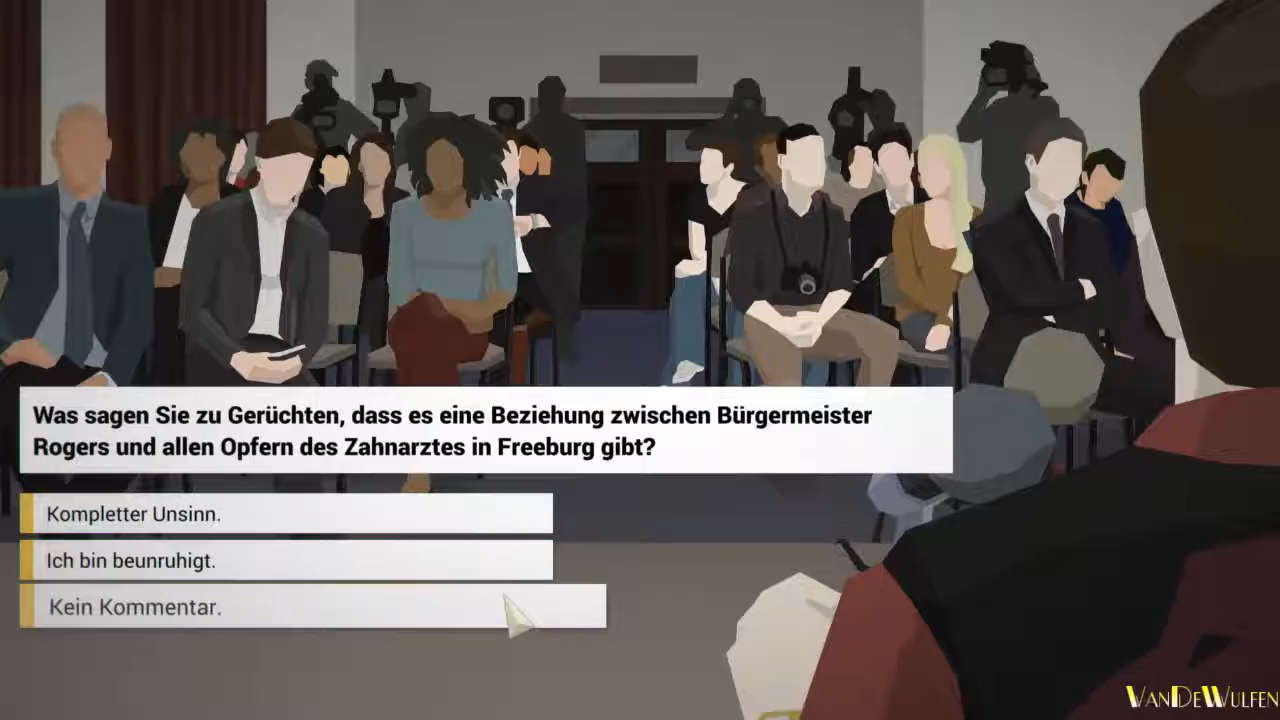 Was sagen Sie zu Gerüchten, dass es eine Beziehung zwischen Bürgermeister
Rogers und allen Opfern des Zahnarztes in Freeburg gibt?
Kompletter Unsinn.
Ich bin beunruhigt.
Kein Kommentar.
VanDeWulfen